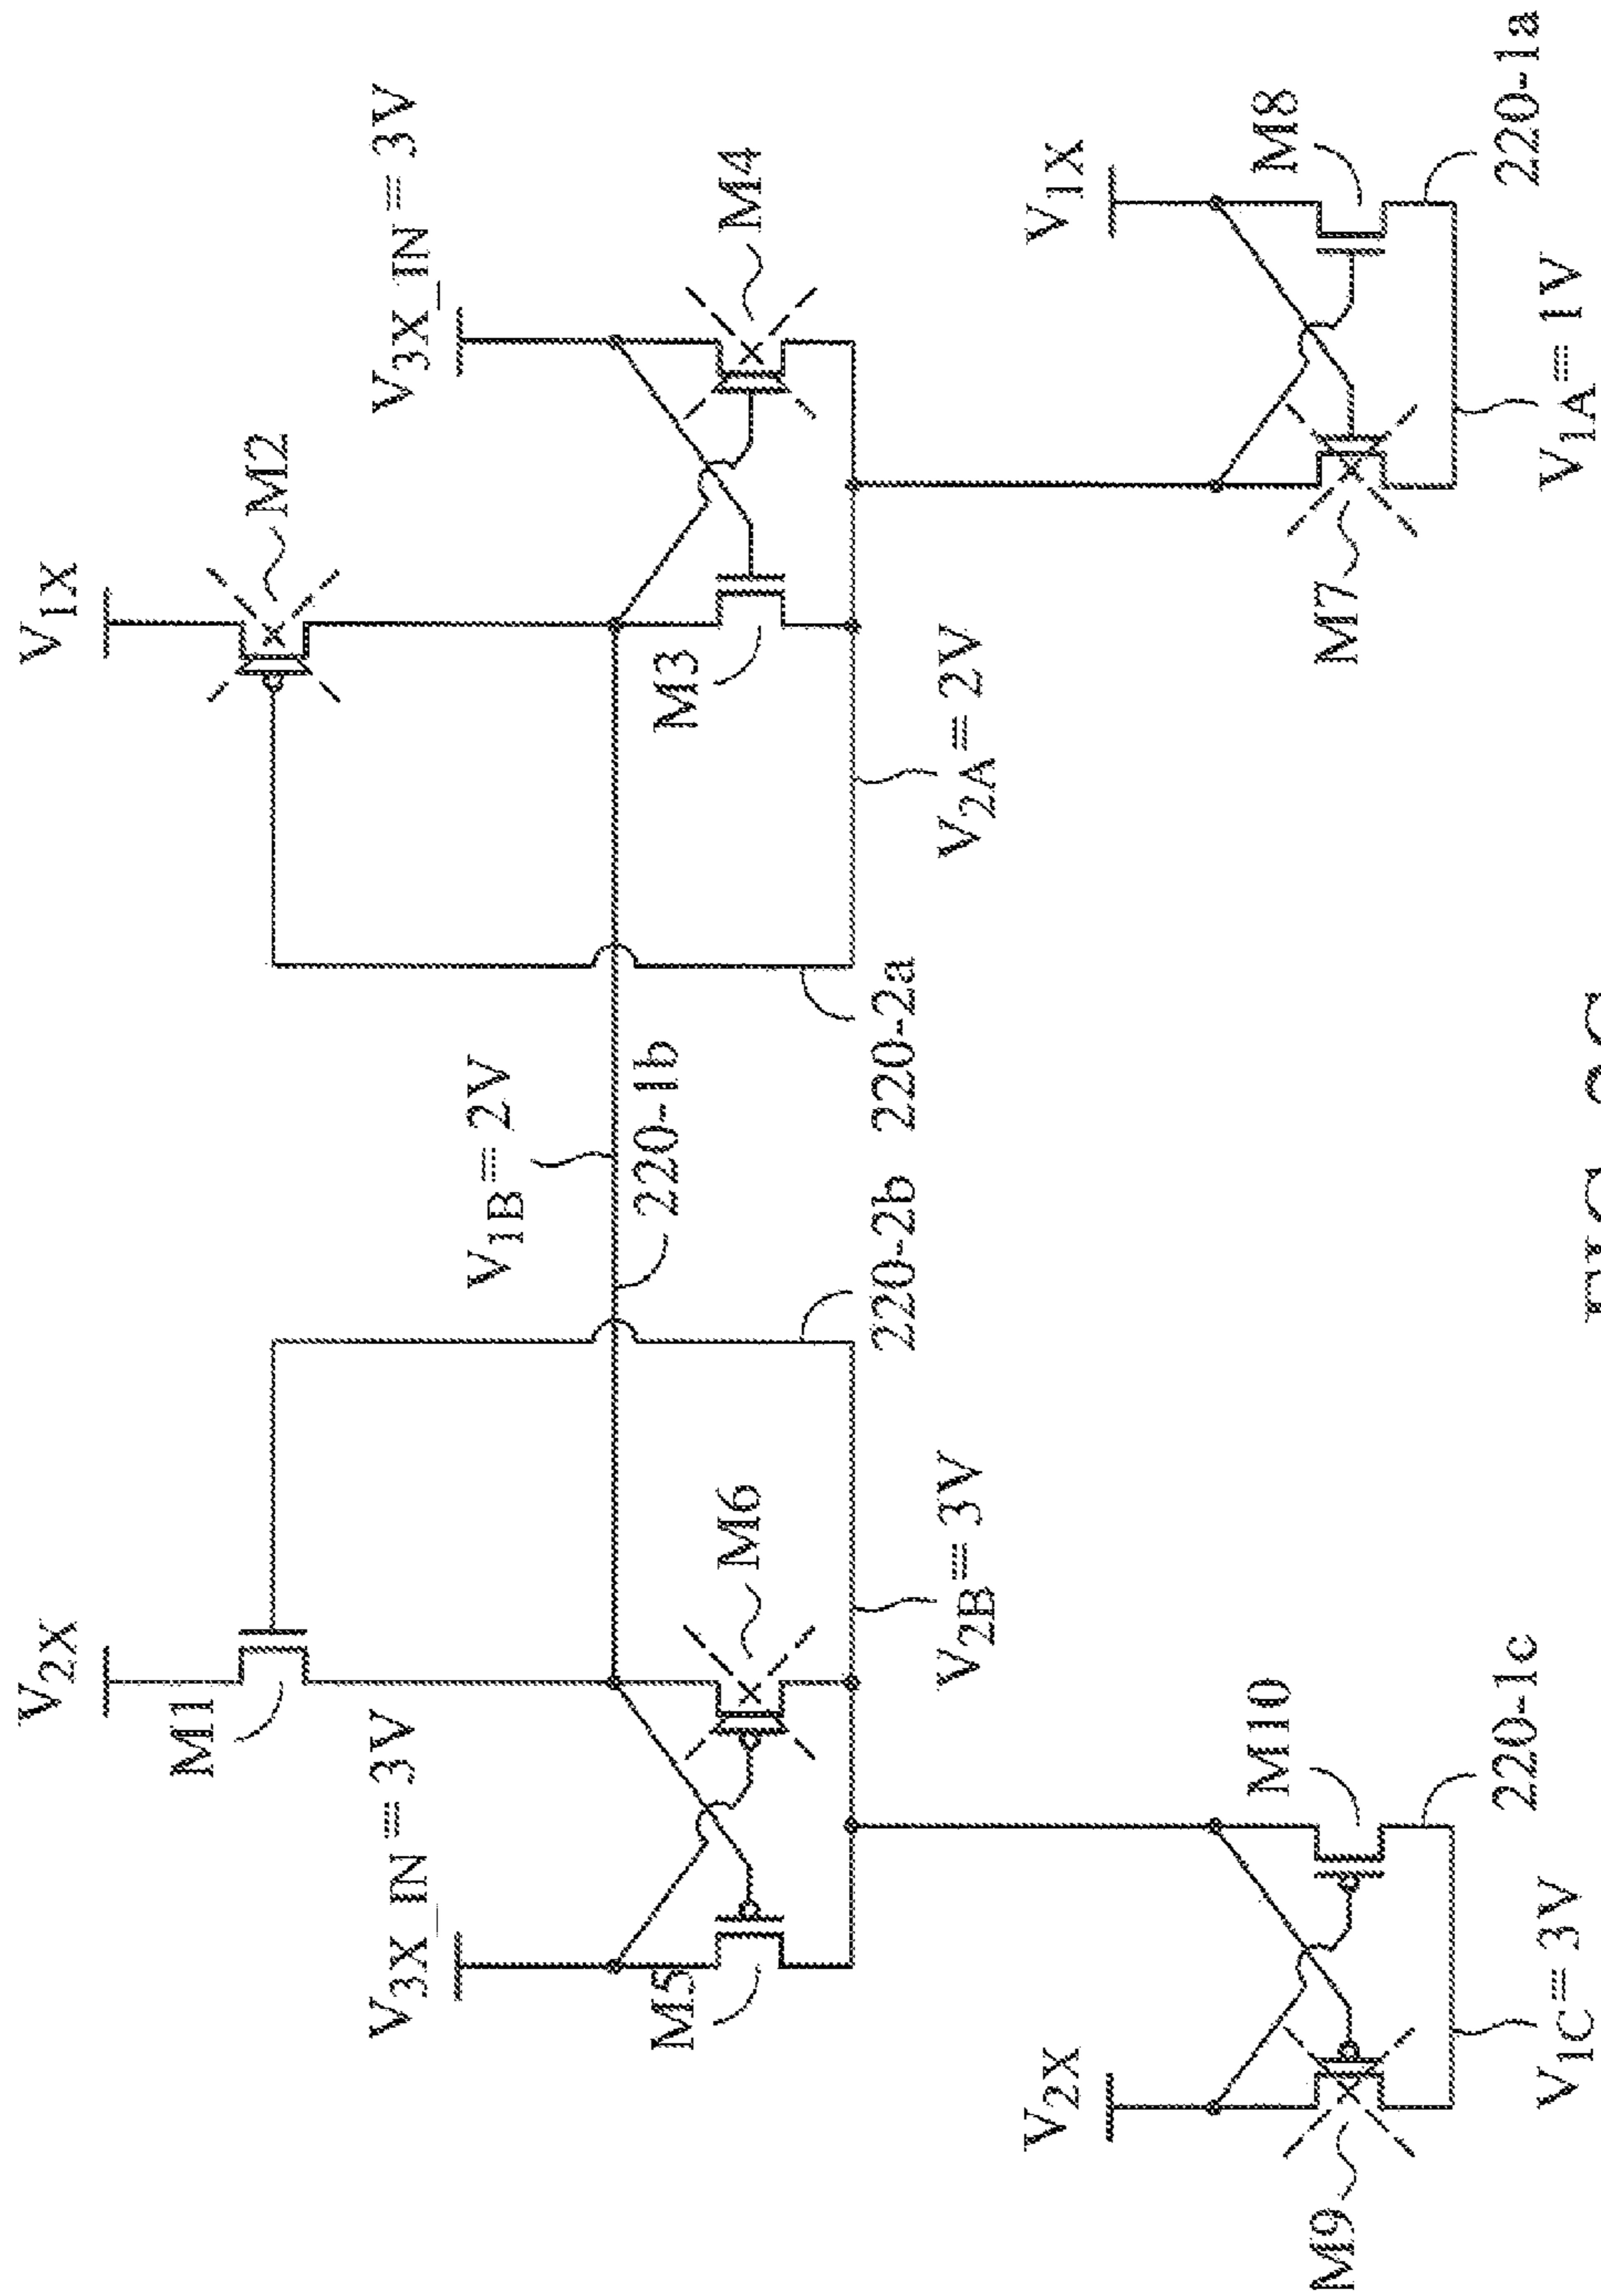 V2X
V1X
M1
M2
V3X_IN = 3V
V3X_IN = 3V
V1B = 2V
220-1b
M5
M6
M3
M4
220-2b
220-2a
V2B = 3V
V2A = 2V
V2X
V1X
M9
M10
M7
M8
220-1c
220-1a
V1C = 3V
V1A = 1V